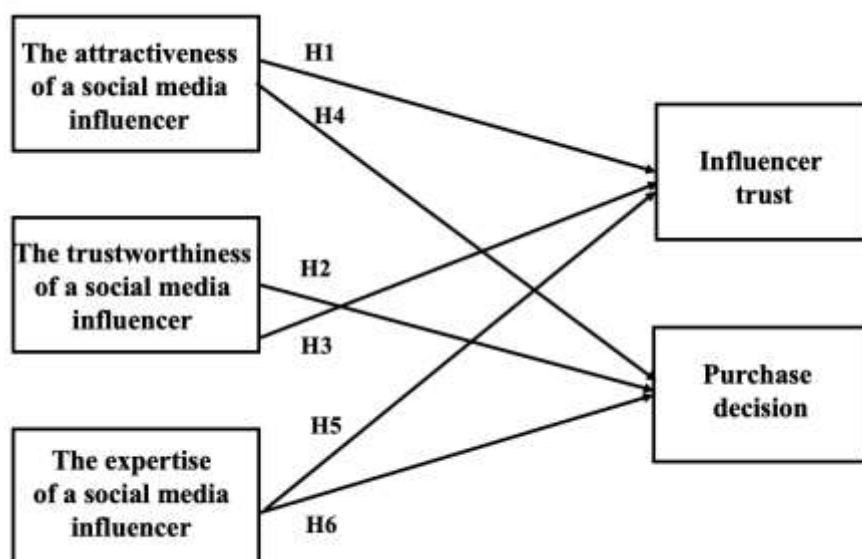 The attractiveness
of a social media
influencer
H1
H4
Influencer
trust
The trustworthiness
of a social media
influencer
H2
H3
Purchase
decision
The expertise
of a social media
influencer
H5
H6